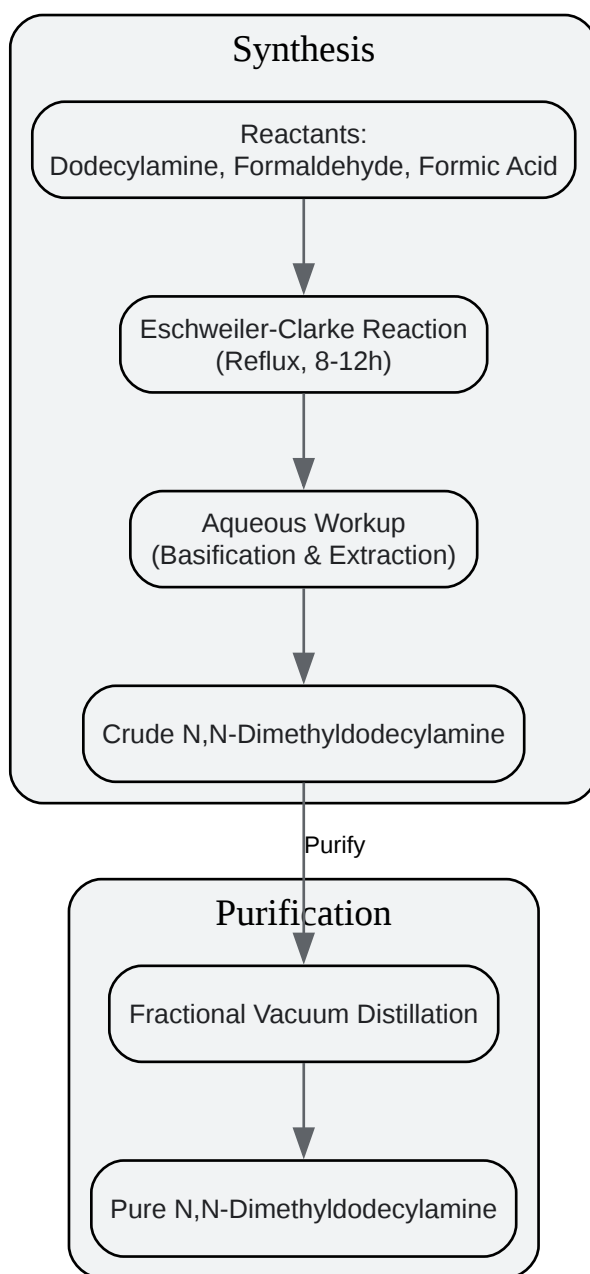 Synthesis
Reactants:
Dodecylamine, Formaldehyde, Formic Acid
Eschweiler-Clarke Reaction
(Reflux, 8-12h)
Aqueous Workup
(Basification & Extraction)
Crude N,N-Dimethyldodecylamine
Purify
Purification
Fractional Vacuum Distillation
Pure N,N-Dimethyldodecylamine